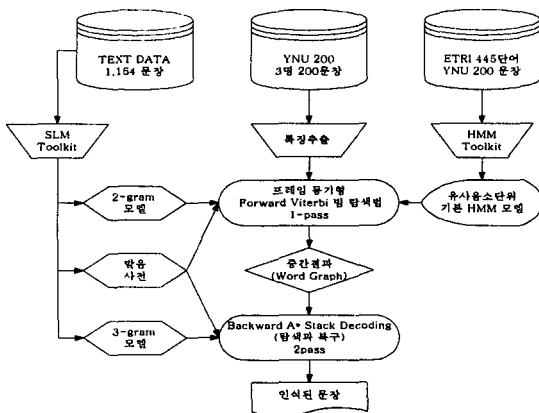 TEXT DATA
1,154 문장
YNU 200
3명 200문장
ETRI 445단어
YNU 200 문장
SLM
Toolkit
특징추출
HMM
Toolkit
2-gram
모델
프레임 동기형
Forward Viterbi 빔 탐색법
1-pass
유사음소단위
기본 HMM 모델
발음
사전
중간결과
(Word Graph)
3-gram
모델
Backward A* Stack Decoding
(탐색과 복구)
2pass
인식된 문장